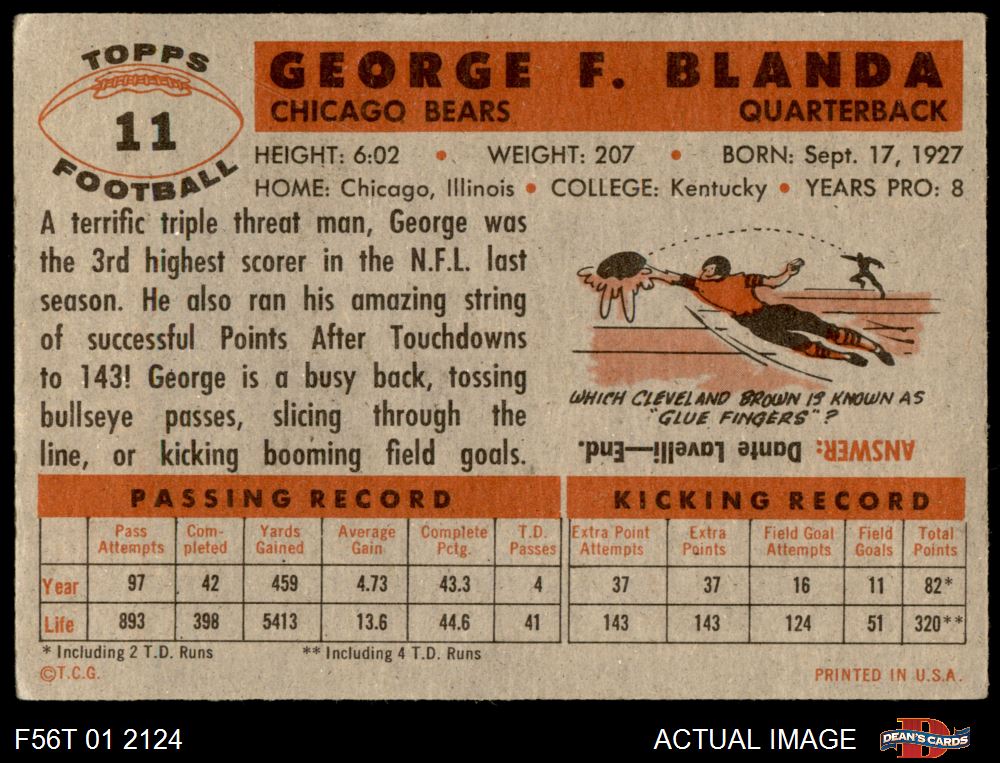 TOPPS
11
FOOTBALL
GEORGE F. BLANDA
CHICAGO BEARS QUARTERBACK
HEIGHT: 6:02 • WEIGHT: 207 • BORN: Sept. 17, 1927
HOME: Chicago, Illinois • COLLEGE: Kentucky • YEARS PRO: 8
A terrific triple threat man, George was
the 3rd highest scorer in the N.F.L. last
season. He also ran his amazing string
of successful Points After Touchdowns
to 143! George is a busy back, tossing
bullseye passes, slicing through the
line, or kicking booming field goals.
WHICH CLEVELAND BROWN IS KNOWN AS
"GLUE FINGERS"?
ANSWER: Dante Lavelli—End.
PASSING RECORD
Pass Attempts Com-pleted Yards Gained Average Gain Complete Pctg. T.D. Passes
Year 97 42 459 4.73 43.3 4
Life 893 398 5413 13.6 44.6 41
KICKING RECORD
Extra Point Attempts Extra Points Field Goal Attempts Field Goals Total Points
37 37 16 11 82*
143 143 124 51 320**
* Including 2 T.D. Runs ** Including 4 T.D. Runs
©T.C.G. PRINTED IN U.S.A.
F56T 01 2124 ACTUAL IMAGE DEAN'S CARDS